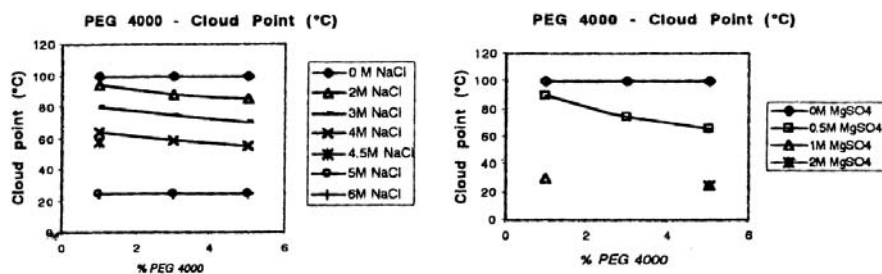 PEG 4000 - Cloud Point (°C)
Cloud point (°C)
120
100
80
60
40
20
0
0
2
4
6
% PEG 4000
0 M NaCl
2M NaCl
3M NaCl
4M NaCl
4.5M NaCl
5M NaCl
6M NaCl
PEG 4000 - Cloud Point (°C)
Cloud point (°C)
120
100
80
60
40
20
0
0
2
4
6
% PEG 4000
0M MgSO4
0.5M MgSO4
1M MgSO4
2M MgSO4